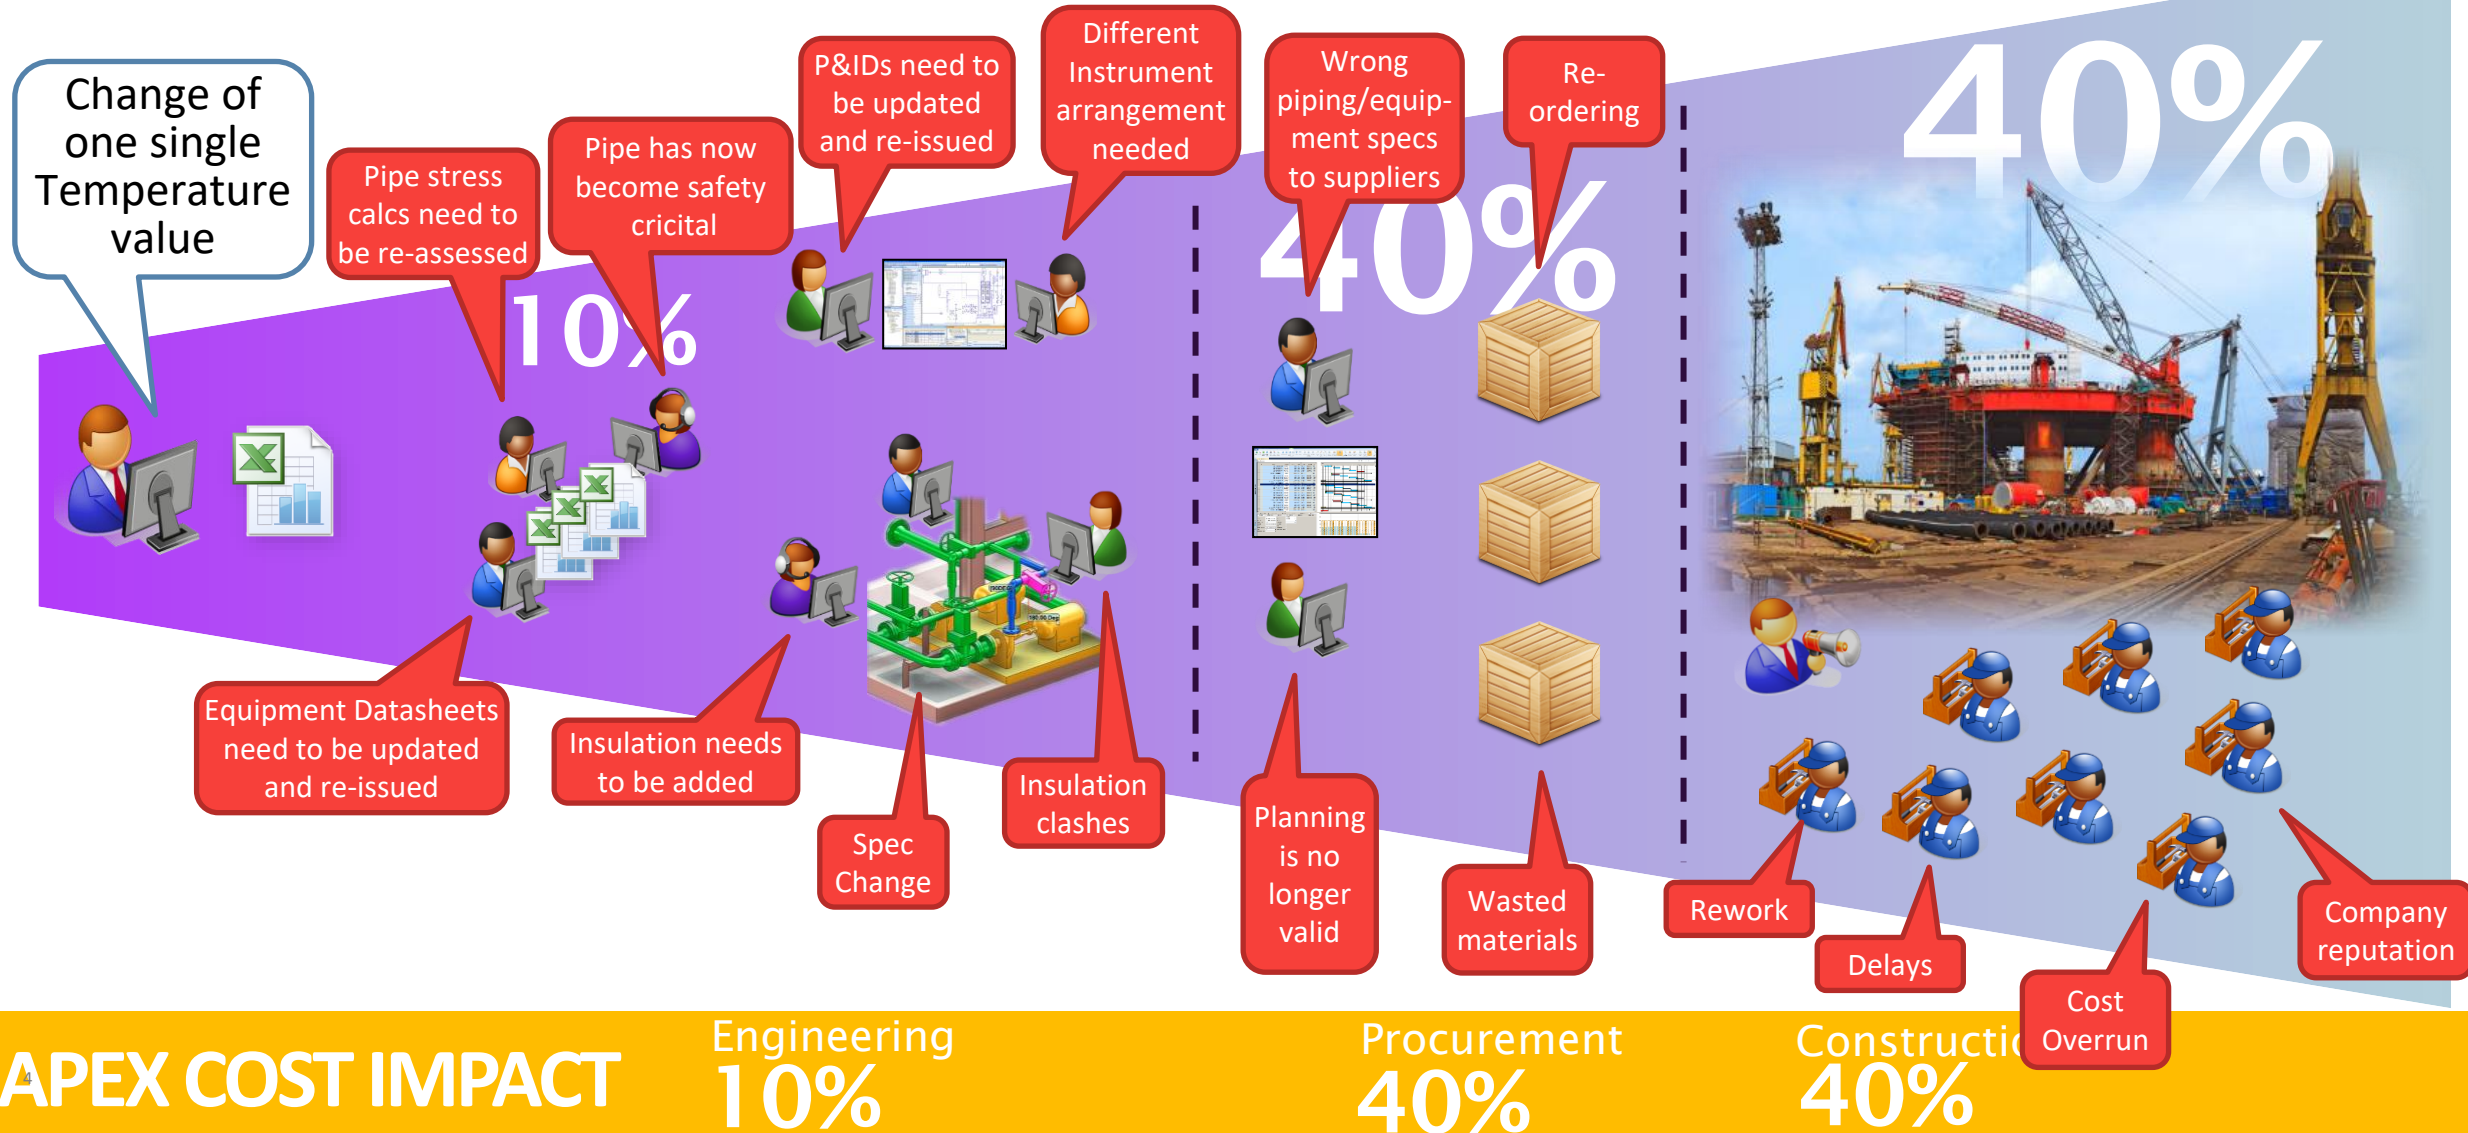 Change of
one single
Temperature
value
Pipe stress
calcs need to
be re-assessed
10%
Pipe has now
become safety
cricital
P&IDs need to
be updated
and re-issued
Different
Instrument
arrangement
needed
Wrong
piping/equip-
ment specs
to suppliers
40%
Re-
ordering
40%
Equipment Datasheets
need to be updated
and re-issued
Insulation needs
to be added
Spec
Change
Insulation
clashes
Planning
is no
longer
valid
Wasted
materials
Rework
Delays
Cost
Overrun
Company
reputation
APEX COST IMPACT
4
Engineering
10%
Procurement
40%
Constructi
40%